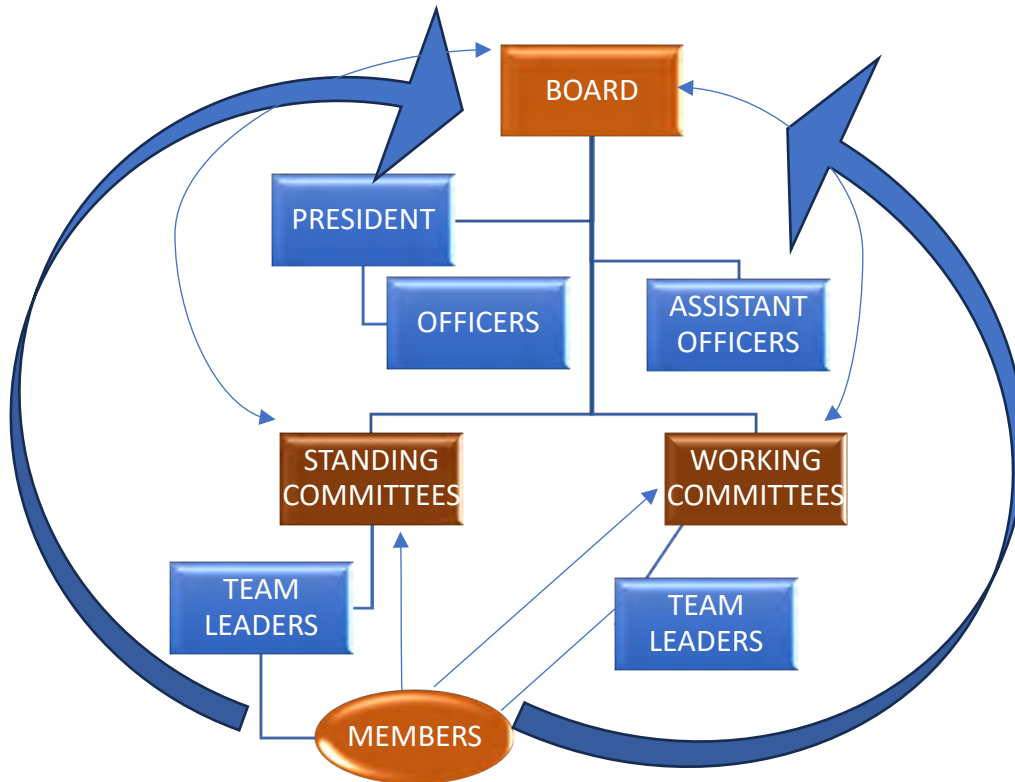 BOARD
PRESIDENT
OFFICERS
ASSISTANT
OFFICERS
STANDING
COMMITTEES
WORKING
COMMITTEES
TEAM
LEADERS
TEAM
LEADERS
MEMBERS